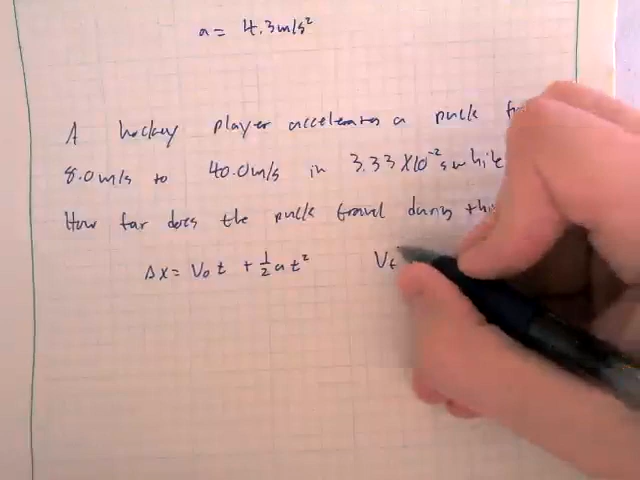 a = 4.3m/s²
A hockey player accelerates a puck
8.0m/s to 40.0m/s in 3.33 x10⁻² s while
How far does the puck travel during
Δx = V₀t + ½at²    V